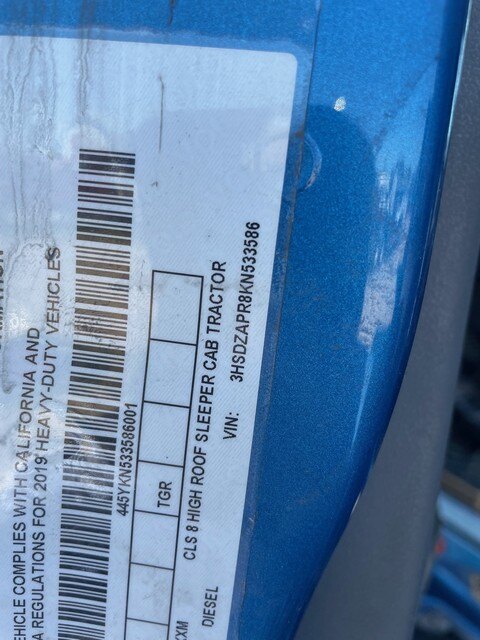 VEHICLE COMPLIES WITH CALIFORNIA AND
REGULATIONS FOR 2019 HEAVY-DUTY VEHICLES
445YKN533586001
TGR
CLS 8 HIGH ROOF SLEEPER CAB TRACTOR
DIESEL
VIN: 3HSDZAPR8KN533586